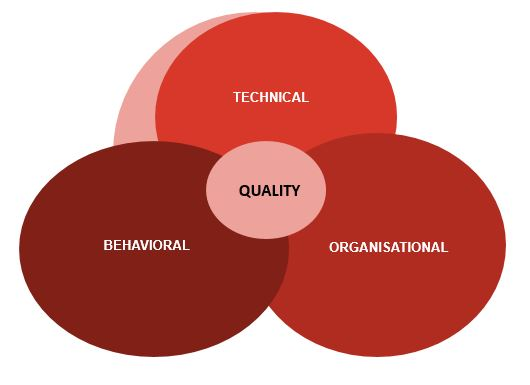 TECHNICAL
QUALITY
BEHAVIORAL
ORGANISATIONAL